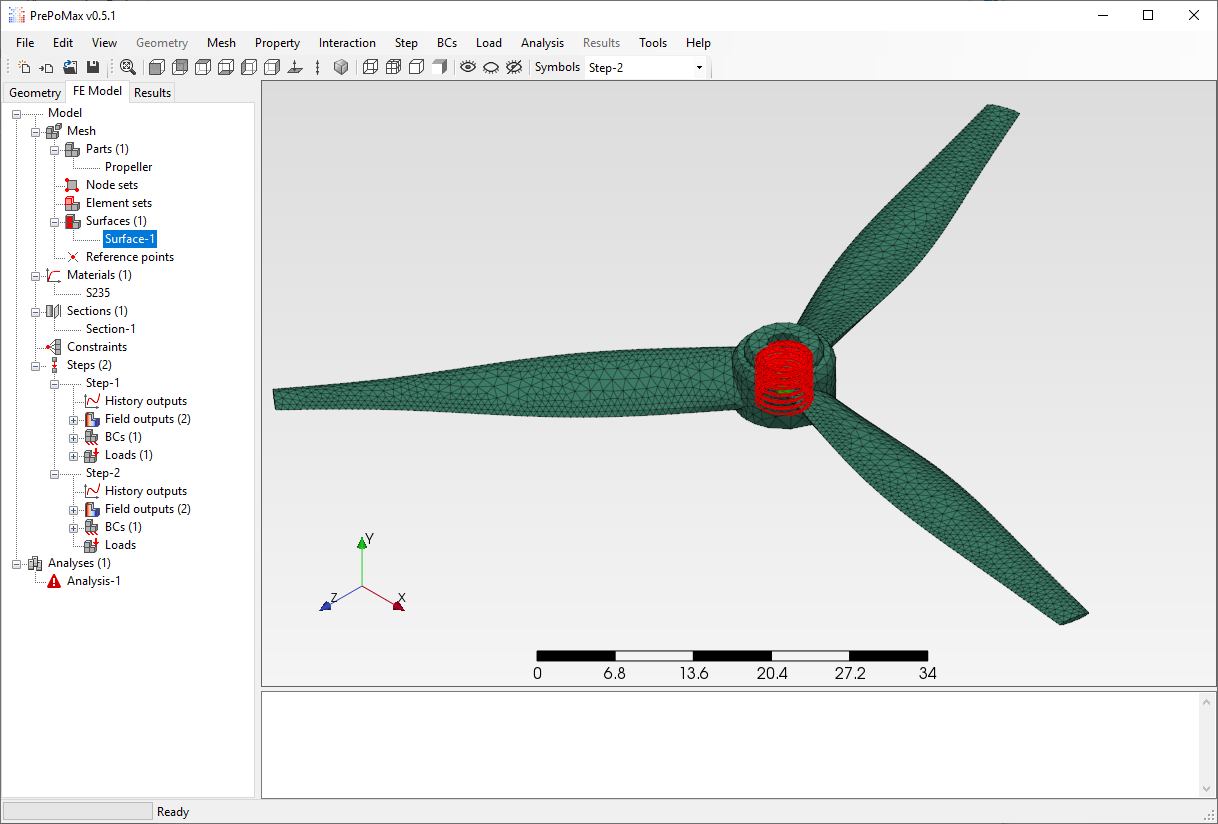 PrePoMax v0.5.1
File Edit View Geometry Mesh Property Interaction Step BCs Load Analysis Results Tools Help
Symbols Step-2
Geometry FE Model Results
Model
Mesh
Parts (1)
Propeller
Node sets
Element sets
Surfaces (1)
Surface-1
Reference points
Materials (1)
S235
Sections (1)
Section-1
Constraints
Steps (2)
Step-1
History outputs
Field outputs (2)
BCs (1)
Loads (1)
Step-2
History outputs
Field outputs (2)
BCs (1)
Loads
Analyses (1)
Analysis-1
Y
Z X
0 6.8 13.6 20.4 27.2 34
Ready